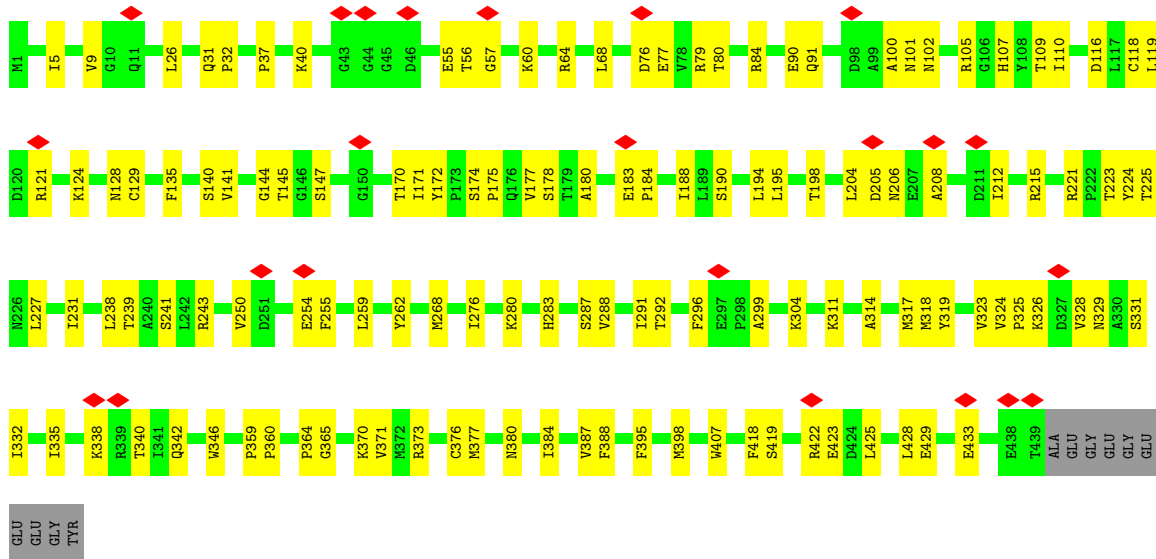 M1 I5 V9 G10 Q11 L26 Q31 P32 P37 K40 G43 G44 G45 D46 E55 T56 G57 K60 R64 L68 D76 E77 V78 R79 T80 R84 E90 Q91 D98 A99 A100 N101 N102 R105 G106 H107 Y108 T109 I110 D116 L117 C118 L119
D120 R121 K124 N128 C129 F135 S140 V141 G144 T145 G146 S147 G150 T170 I171 Y172 P173 S174 P175 Q176 V177 S178 T179 A180 E183 P184 I188 L189 S190 L194 L195 T198 L204 D205 N206 E207 A208 D211 I212 R215 R221 P222 T223 Y224 T225
N226 L227 I231 L238 T239 A240 S241 L242 R243 V250 D251 E254 F255 L259 Y262 M268 I276 K280 H283 S287 V288 I291 T292 F296 E297 P298 A299 K304 K311 A314 M317 M318 Y319 V323 V324 P325 K326 D327 V328 N329 A330 S331
I332 I335 K338 R339 T340 I341 Q342 W346 P359 P360 P364 G365 K370 V371 M372 R373 C376 M377 N380 I384 V387 F388 F395 M398 W407 F418 S419 R422 E423 D424 L425 L428 E429 E433 E438 T439 ALA GLU GLY GLU GLY GLU
GLU GLU GLY TYR